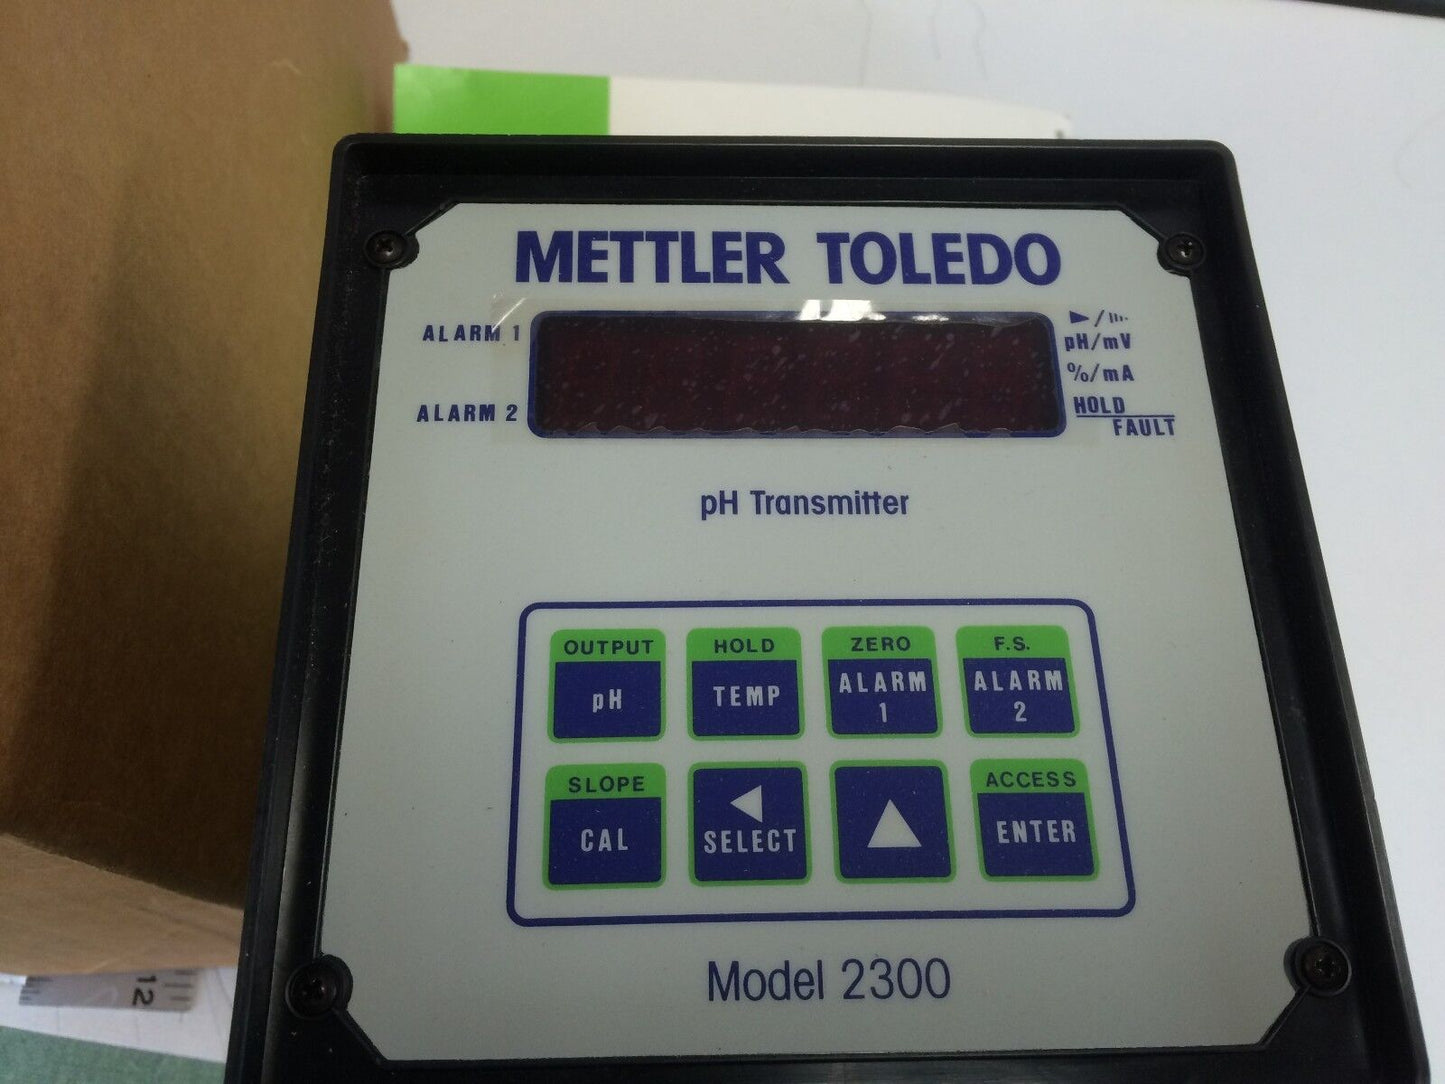 METTLER TOLEDO
ALARM 1
ALARM 2
pH/mV
%/mA
HOLD
FAULT
pH Transmitter
OUTPUT
pH
HOLD
TEMP
ZERO
ALARM
1
F.S.
ALARM
2
SLOPE
CAL
SELECT
ACCESS
ENTER
Model 2300
12